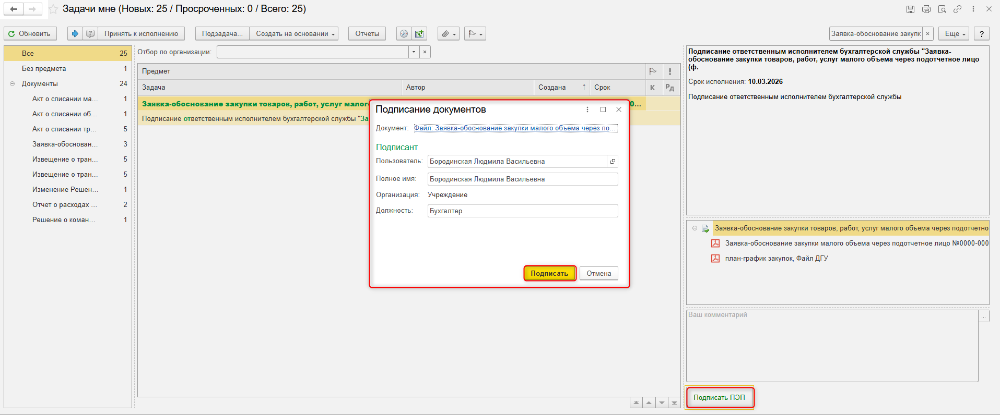 Задачи мне (Новых: 25 / Просроченных: 0 / Всего: 25)
Обновить
Принять к исполнению
Подзадача...
Создать на основании
Отчеты
Заявка-обоснование закупк
×
Еще
?
Все 25
Без предмета 1
Документы 24
Акт о списании ма... 1
Акт о списании об... 1
Акт о списании тр... 5
Заявка-обоснован... 3
Извещение о тран... 5
Извещение о тран... 5
Изменение Решен... 1
Отчет о расходах ... 2
Решение о коман... 1
Отбор по организации:
Предмет
Задача Автор Создана ↑ Срок К Рд
Заявка-обоснование закупки товаров, работ, услуг малог
0...
Подписание ответственным исполнителем бухгалтерской службы "За
Подписание документов
Документ: Файл: Заявка-обоснование закупки малого объема через по...
Подписант
Пользователь: Бородинская Людмила Васильевна
Полное имя: Бородинская Людмила Васильевна
Организация: Учреждение
Должность: Бухгалтер
Подписать
Отмена
Подписание ответственным исполнителем бухгалтерской службы "Заявка-
обоснование закупки товаров, работ, услуг малого объема через подотчетное лицо
(ф.
Срок исполнения: 10.03.2026
Подписание ответственным исполнителем бухгалтерской службы
Заявка-обоснование закупки товаров, работ, услуг малого объема через подотчетно
Заявка-обоснование закупки малого объема через подотчетное лицо №0000-000
план-график закупок, Файл ДГУ
Ваш комментарий
...
Подписать ПЭП